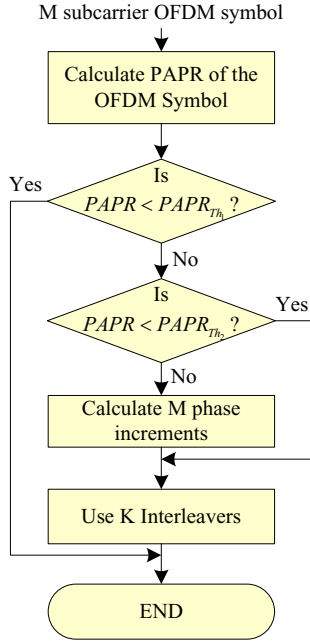 M subcarrier OFDM symbol
Calculate PAPR of the
OFDM Symbol
Is
PAPR < PAPR_Th₁ ?
Yes
No
Is
PAPR < PAPR_Th₂ ?
Yes
No
Calculate M phase
increments
Use K Interleavers
END